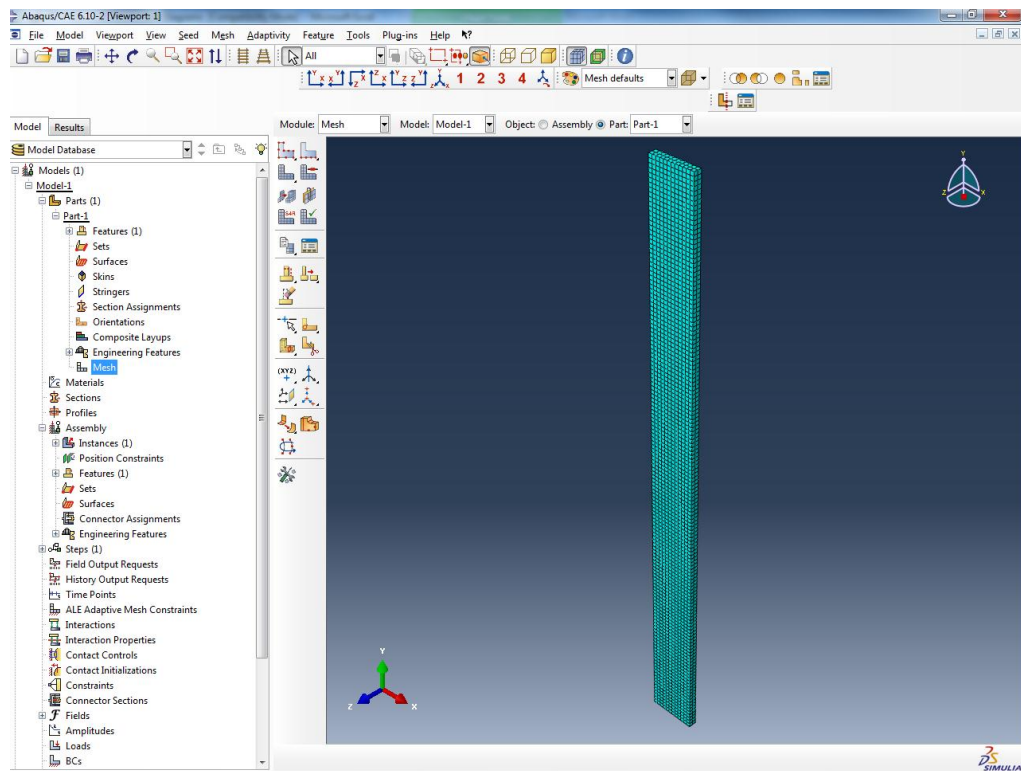 Abaqus/CAE 6.10-2 [Viewport: 1]
File Model Viewport View Seed Mesh Adaptivity Feature Tools Plug-ins Help
All
1 2 3 4 Mesh defaults
Model Results
Module: Mesh Model: Model-1 Object: Assembly Part: Part-1
Model Database
Models (1)
Model-1
Parts (1)
Part-1
Features (1)
Sets
Surfaces
Skins
Stringers
Section Assignments
Orientations
Composite Layups
Engineering Features
Mesh
Materials
Sections
Profiles
Assembly
Instances (1)
Position Constraints
Features (1)
Sets
Surfaces
Connector Assignments
Engineering Features
Steps (1)
Field Output Requests
History Output Requests
Time Points
ALE Adaptive Mesh Constraints
Interactions
Interaction Properties
Contact Controls
Contact Initializations
Constraints
Connector Sections
Fields
Amplitudes
Loads
BCs
(XYZ)
Y
Z X
Y
Z X
SIMULIA